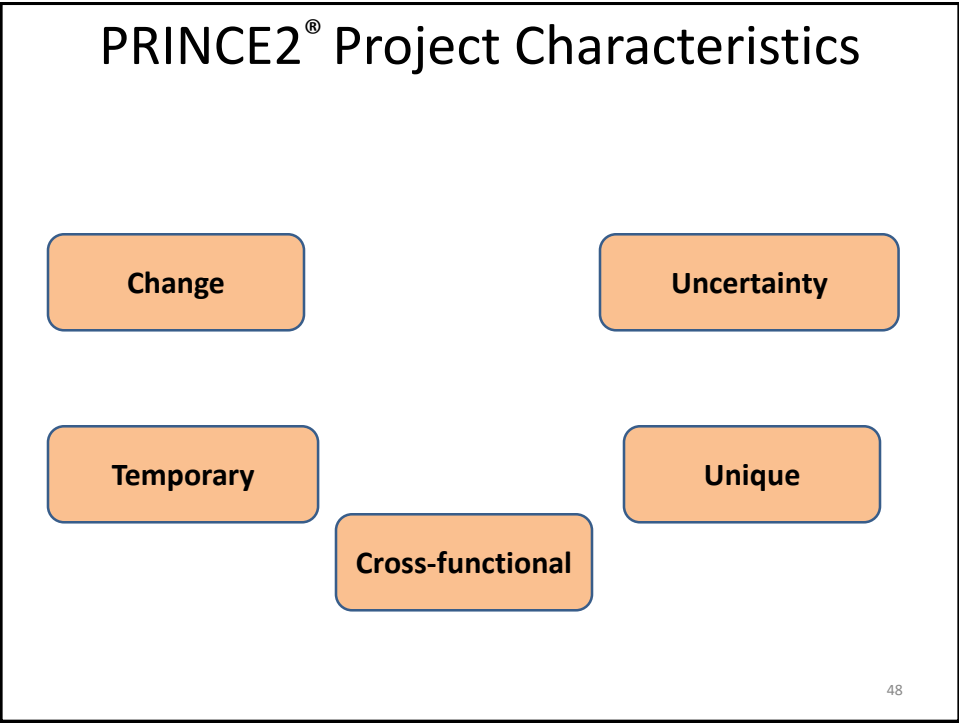 PRINCE2® Project Characteristics
Change
Uncertainty
Temporary
Unique
Cross-functional
48